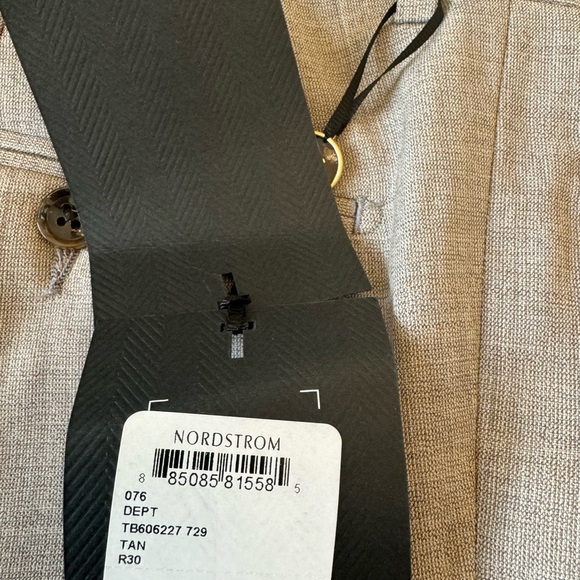 NORDSTROM
8 85085 81558 5
076
DEPT
TB606227 729
TAN
R30